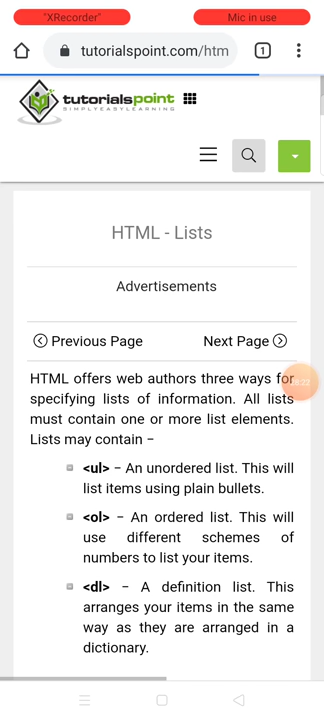 "XRecorder"
Mic in use
tutorialspoint.com/htm
1
tutorialspoint
SIMPLYEASYLEARNING
HTML - Lists
Advertisements
Previous Page
Next Page
HTML offers web authors three ways for
specifying lists of information. All lists
must contain one or more list elements.
Lists may contain −
<ul> − An unordered list. This will
list items using plain bullets.
<ol> − An ordered list. This will
use different schemes of
numbers to list your items.
<dl> − A definition list. This
arranges your items in the same
way as they are arranged in a
dictionary.